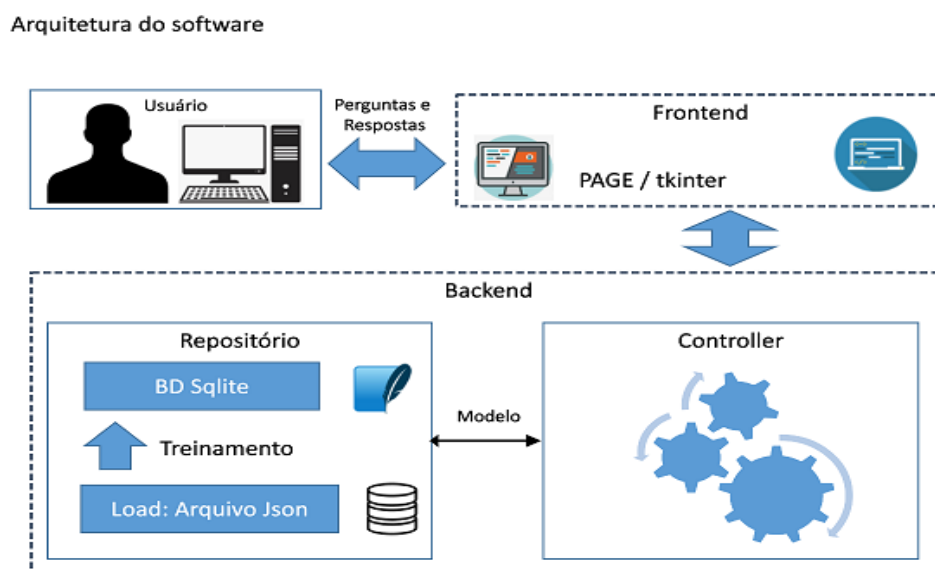 Arquitetura do software
Usuário
Perguntas e
Respostas
Frontend
PAGE / tkinter
Backend
Repositório
BD Sqlite
Treinamento
Load: Arquivo Json
Modelo
Controller